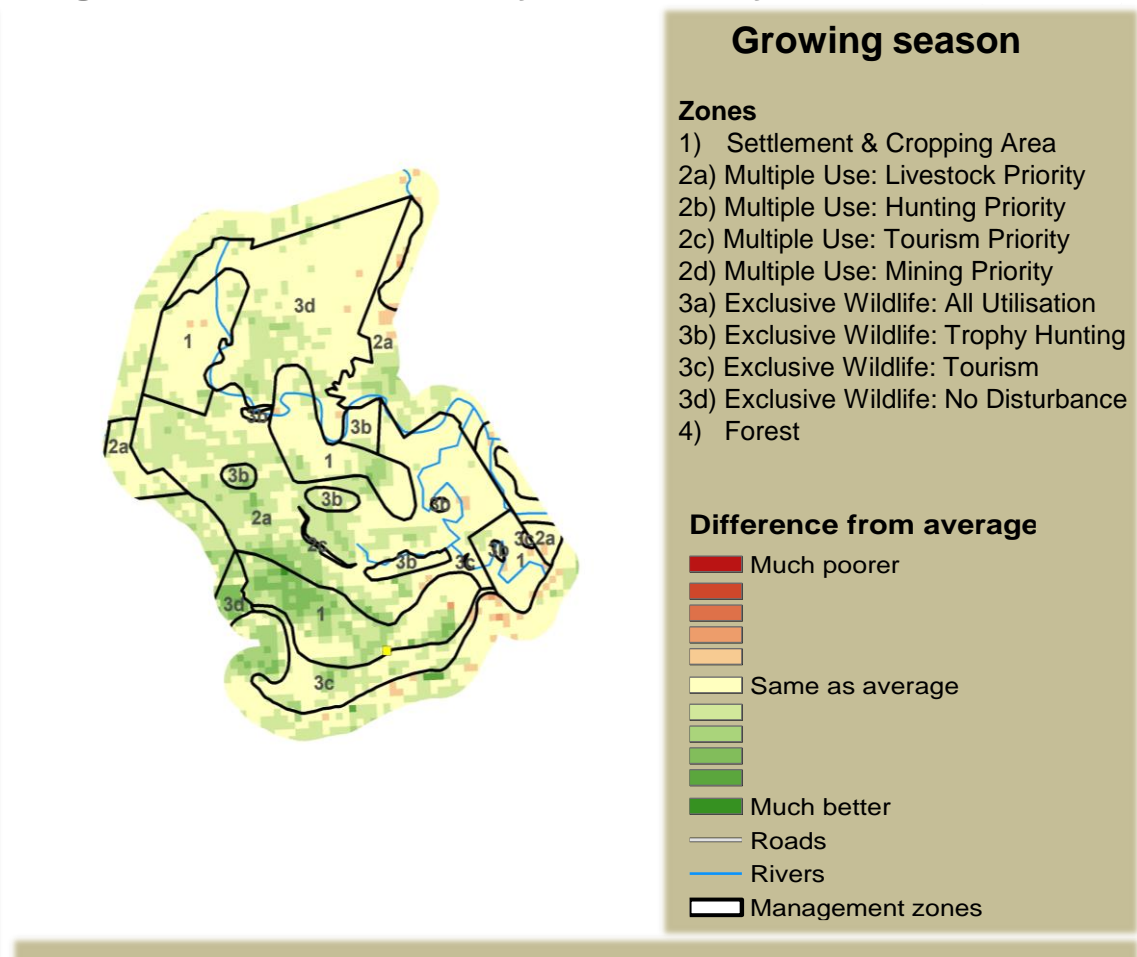 Growing season
Zones
1) Settlement & Cropping Area
2a) Multiple Use: Livestock Priority
2b) Multiple Use: Hunting Priority
2c) Multiple Use: Tourism Priority
2d) Multiple Use: Mining Priority
3a) Exclusive Wildlife: All Utilisation
3b) Exclusive Wildlife: Trophy Hunting
3c) Exclusive Wildlife: Tourism
3d) Exclusive Wildlife: No Disturbance
4) Forest
Difference from average
Much poorer
Same as average
Much better
Roads
Rivers
Management zones
3d
1
2a
3b
3b
2a
1
3b
3b
2a
3b
3c
2a
1
3b
3c
3d
1
3c